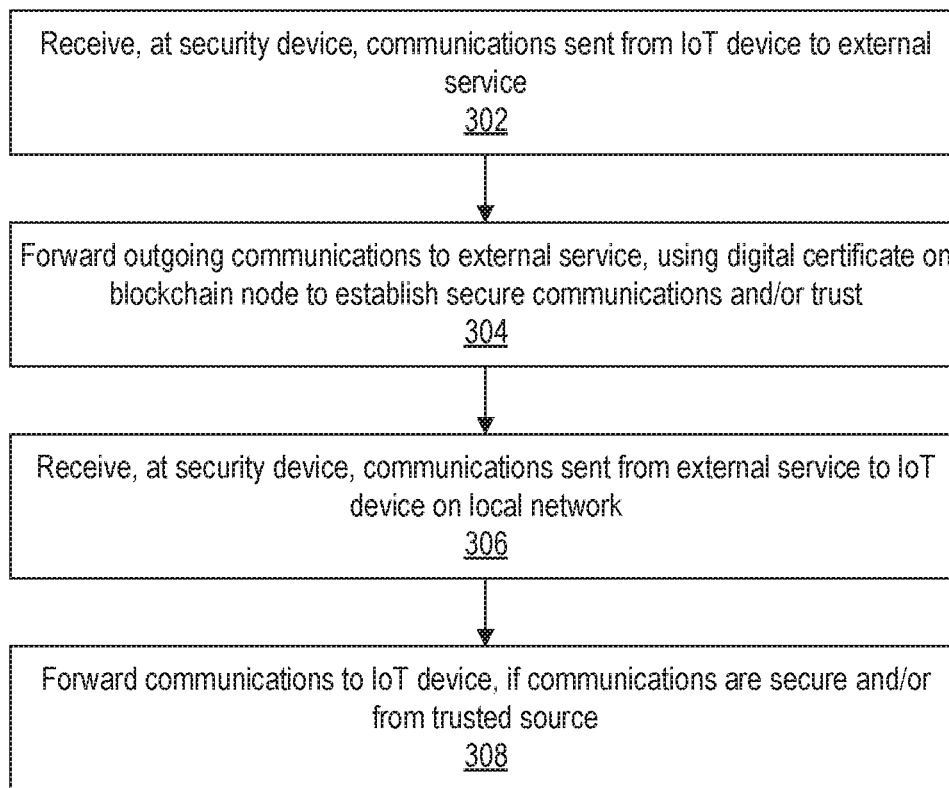 Receive, at security device, communications sent from IoT device to external
service
302
Forward outgoing communications to external service, using digital certificate on
blockchain node to establish secure communications and/or trust
304
Receive, at security device, communications sent from external service to IoT
device on local network
306
Forward communications to IoT device, if communications are secure and/or
from trusted source
308